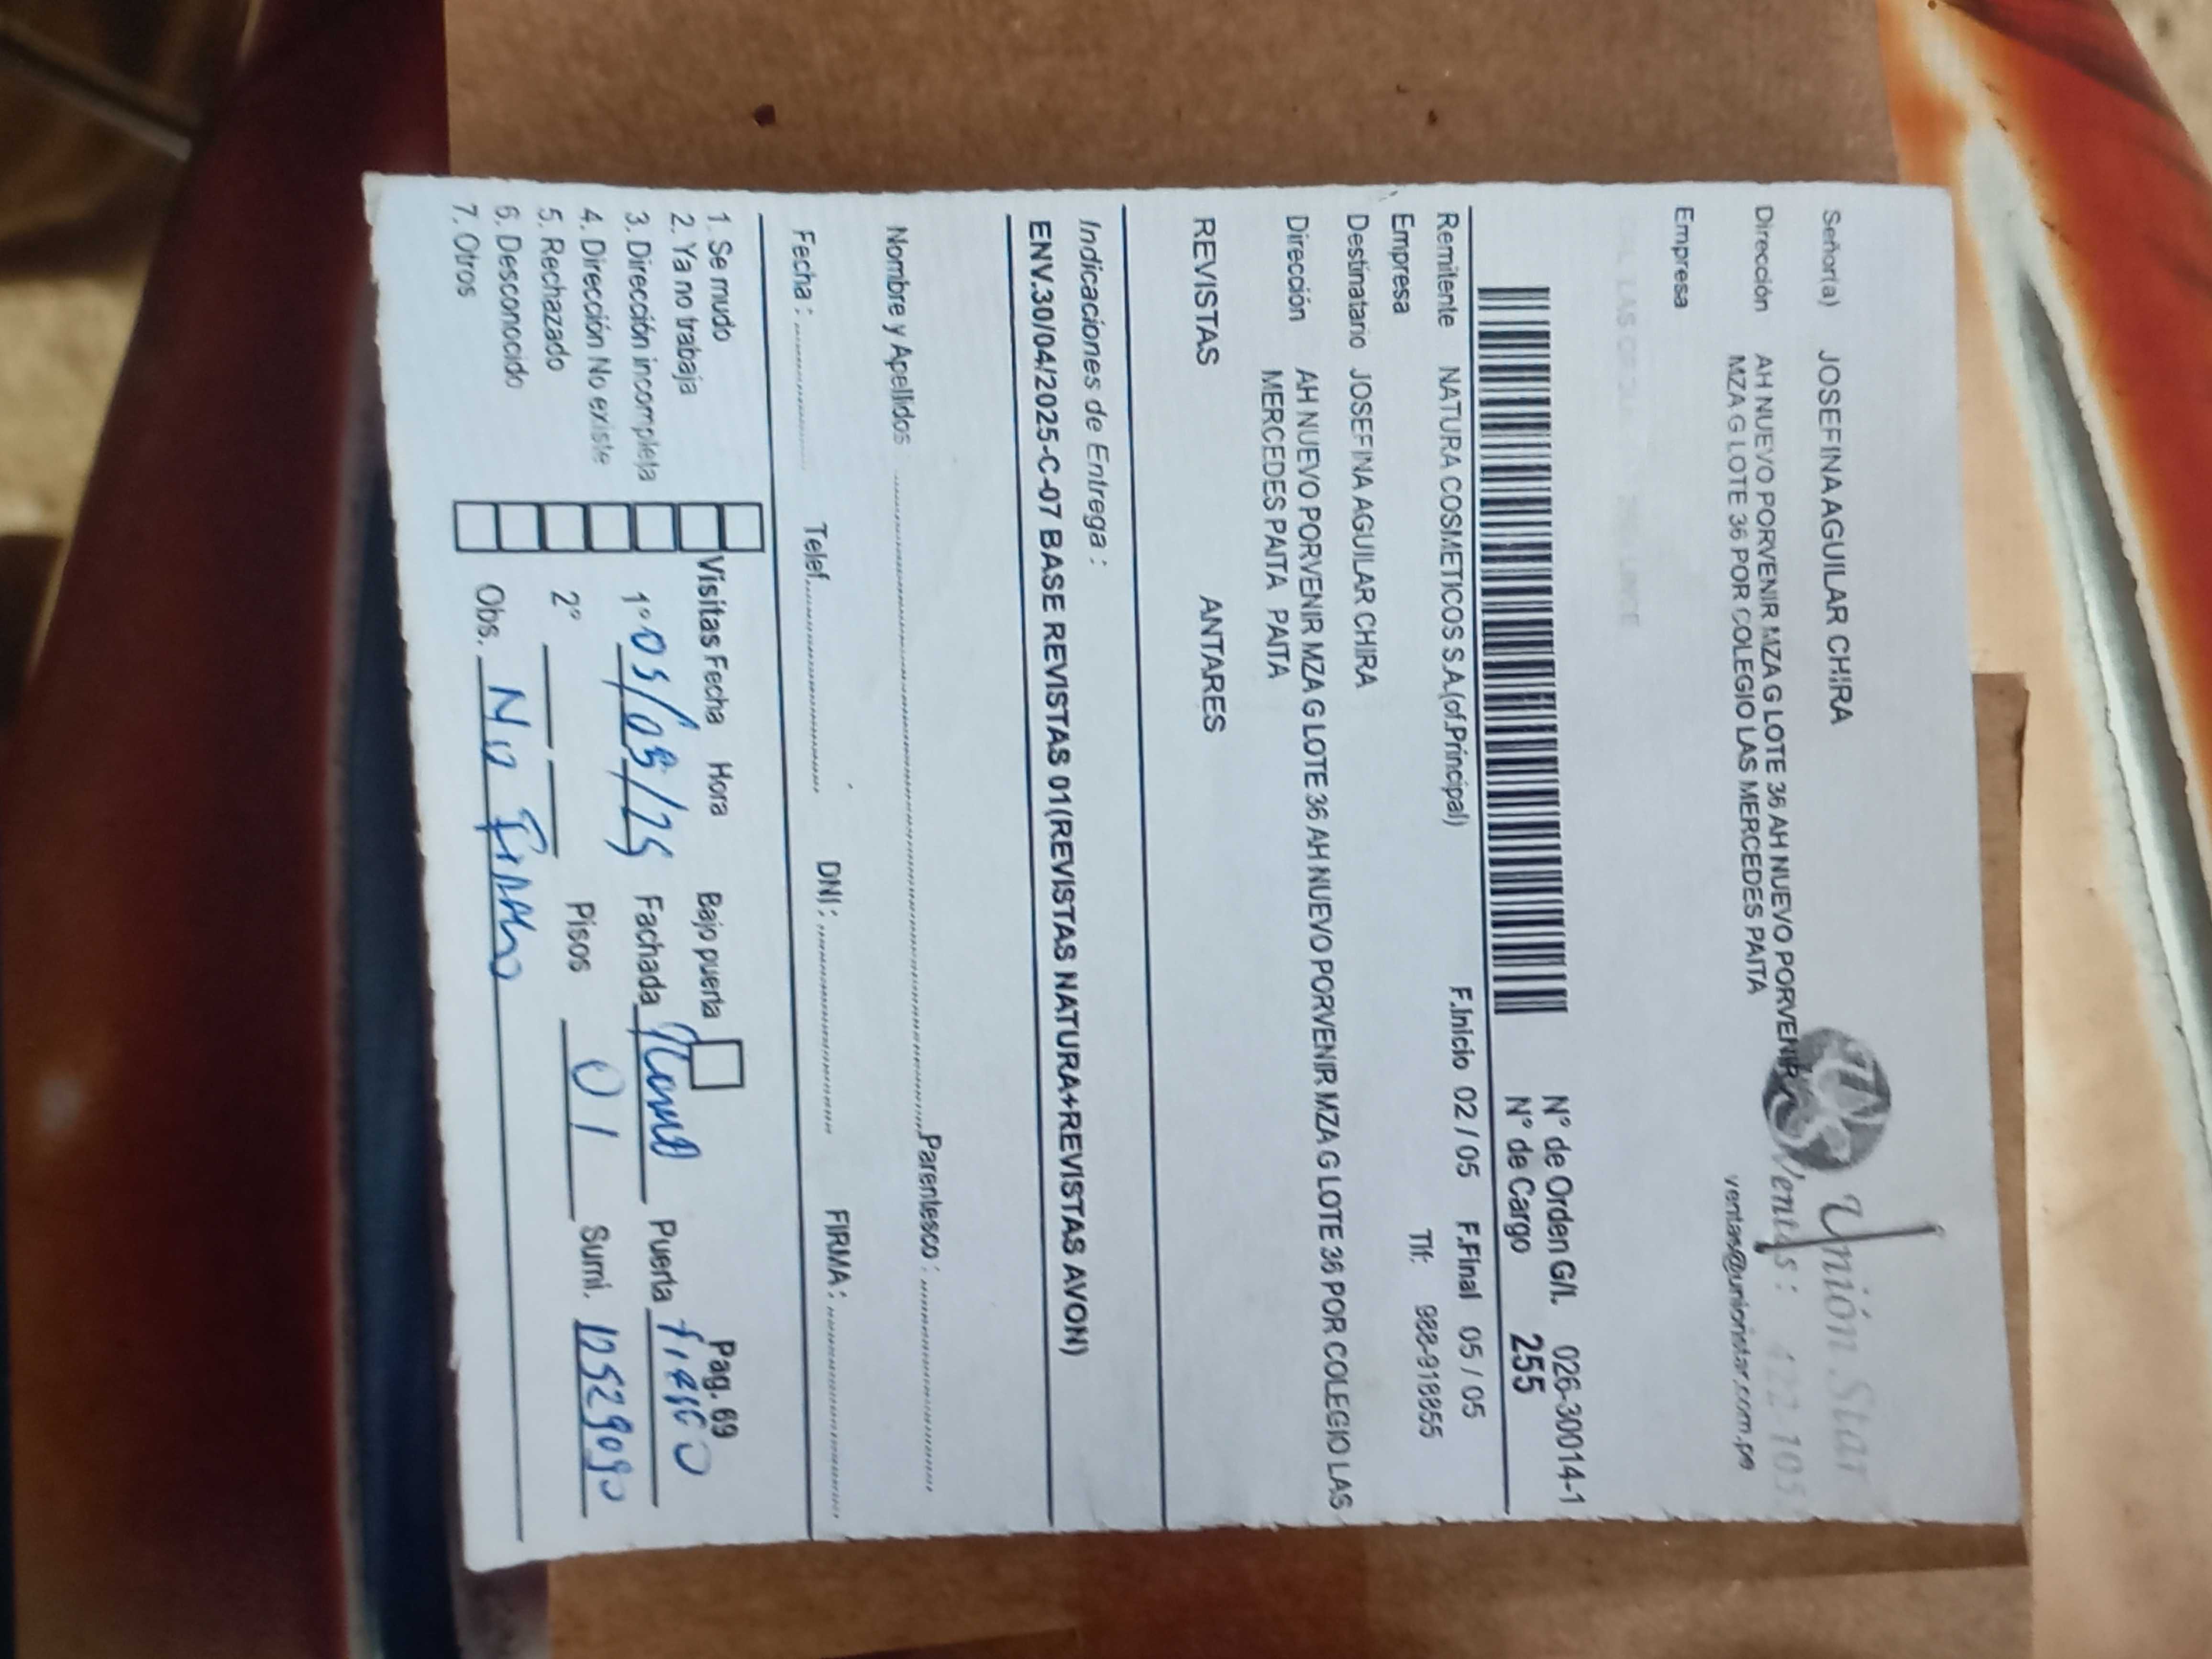 Señor(a) JOSEFINA AGUILAR CHIRA
Unión Star
Dirección AH NUEVO PORVENIR MZA G LOTE 36 AH NUEVO PORVENIR
MZA G LOTE 36 POR COLEGIO LAS MERCEDES PAITA
Ventas: 422-105
ventas@unionstar.com.pe
Empresa
N° de Orden G/I. 026-30014-1
N° de Cargo 255
Remitente NATURA COSMETICOS S.A.(of.Principal) F.Inicio 02 / 05 F.Final 05 / 05
Empresa Tlf: 988-918855
Destinatario JOSEFINA AGUILAR CHIRA
Dirección AH NUEVO PORVENIR MZA G LOTE 36 AH NUEVO PORVENIR MZA G LOTE 36 POR COLEGIO LAS
MERCEDES PAITA PAITA
REVISTAS ANTARES
Indicaciones de Entrega :
ENV.30/04/2025-C-07 BASE REVISTAS 01(REVISTAS NATURA+REVISTAS AVON)
Nombre y Apellidos Parentesco :
Fecha : Telef. DNI : FIRMA :
1. Se mudo Visitas Fecha Hora Bajo puerta Pag. 69
2. Ya no trabaja
3. Dirección incompleta 1° 05/05/25 Fachada Puerta fierro
4. Dirección No existe
5. Rechazado 2° Pisos 01 Sumi. 12529090
6. Desconocido
7. Otros Obs. No Firmo